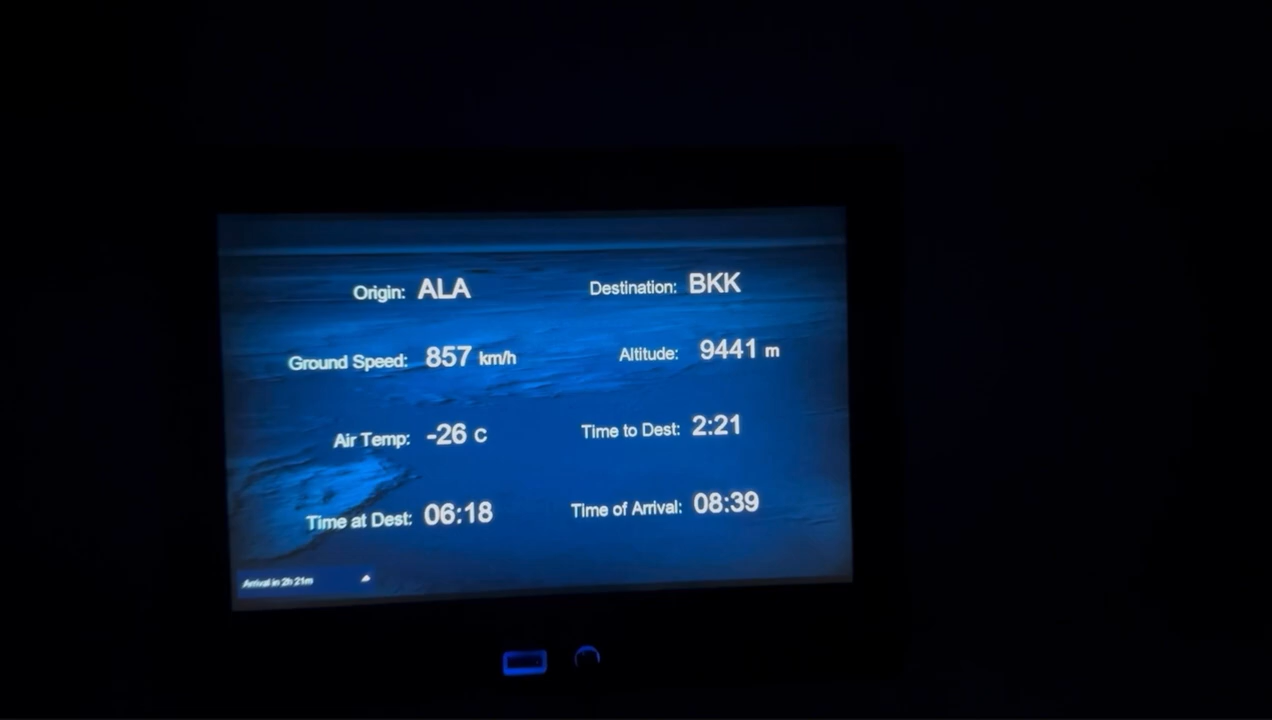 Origin: ALA
Destination: BKK
Ground Speed: 857 km/h
Altitude: 9441 m
Air Temp: -26 C
Time to Dest: 2:21
Time at Dest: 06:18
Time of Arrival: 08:39
Arrival in 2h 21m